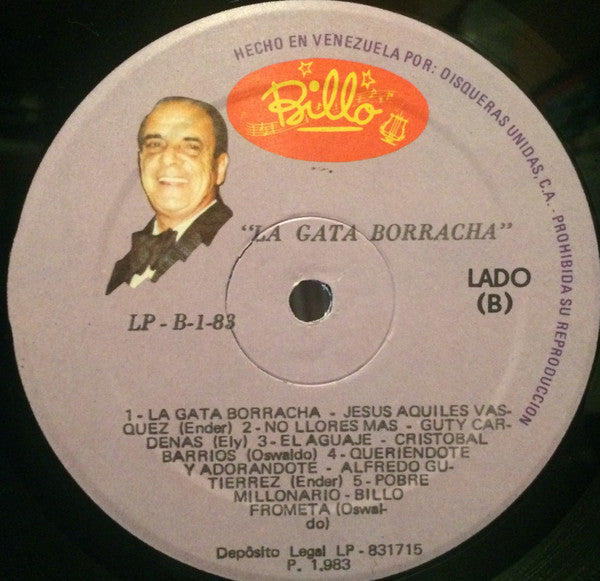 HECHO EN VENEZUELA POR: DISQUERAS UNIDAS, C.A. - PROHIBIDA SU REPRODUCCION
Billo
"LA GATA BORRACHA"
LADO
(B)
LP - B-1-83
1 - LA GATA BORRACHA - JESUS AQUILES VAS-
QUEZ (Ender) 2 - NO LLORES MAS - GUTY CAR-
DENAS (Ely) 3 - EL AGUAJE - CRISTOBAL
BARRIOS (Oswaldo) 4 - QUERIENDOTE
Y ADORANDOTE - ALFREDO GU-
TIERREZ (Ender) 5 - POBRE
MILLONARIO - BILLO
FROMETA (Oswal-
do)
Depòsito Legal LP - 831715
P. 1.983